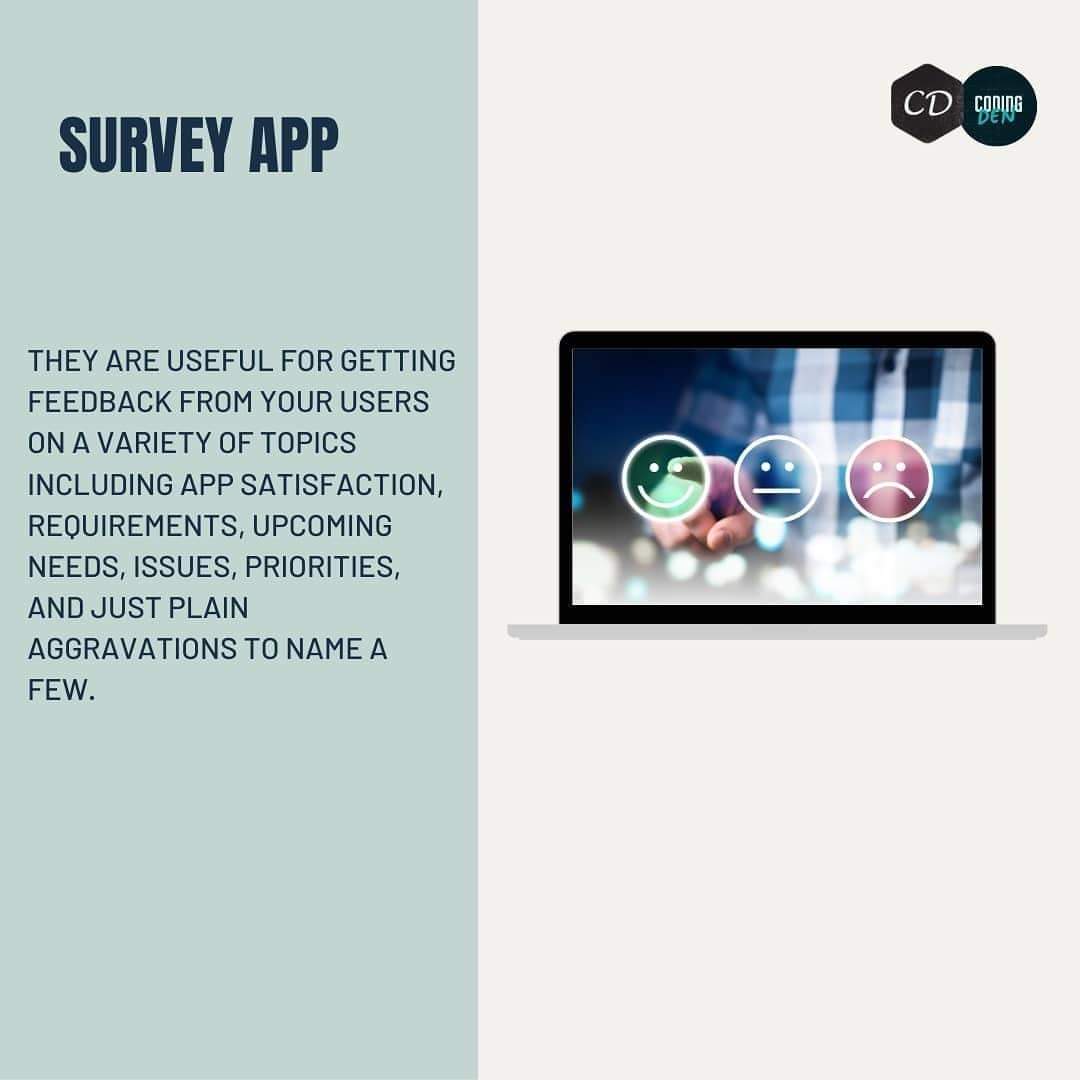 SURVEY APP
CD
CODING
DEN
THEY ARE USEFUL FOR GETTING
FEEDBACK FROM YOUR USERS
ON A VARIETY OF TOPICS
INCLUDING APP SATISFACTION,
REQUIREMENTS, UPCOMING
NEEDS, ISSUES, PRIORITIES,
AND JUST PLAIN
AGGRAVATIONS TO NAME A
FEW.